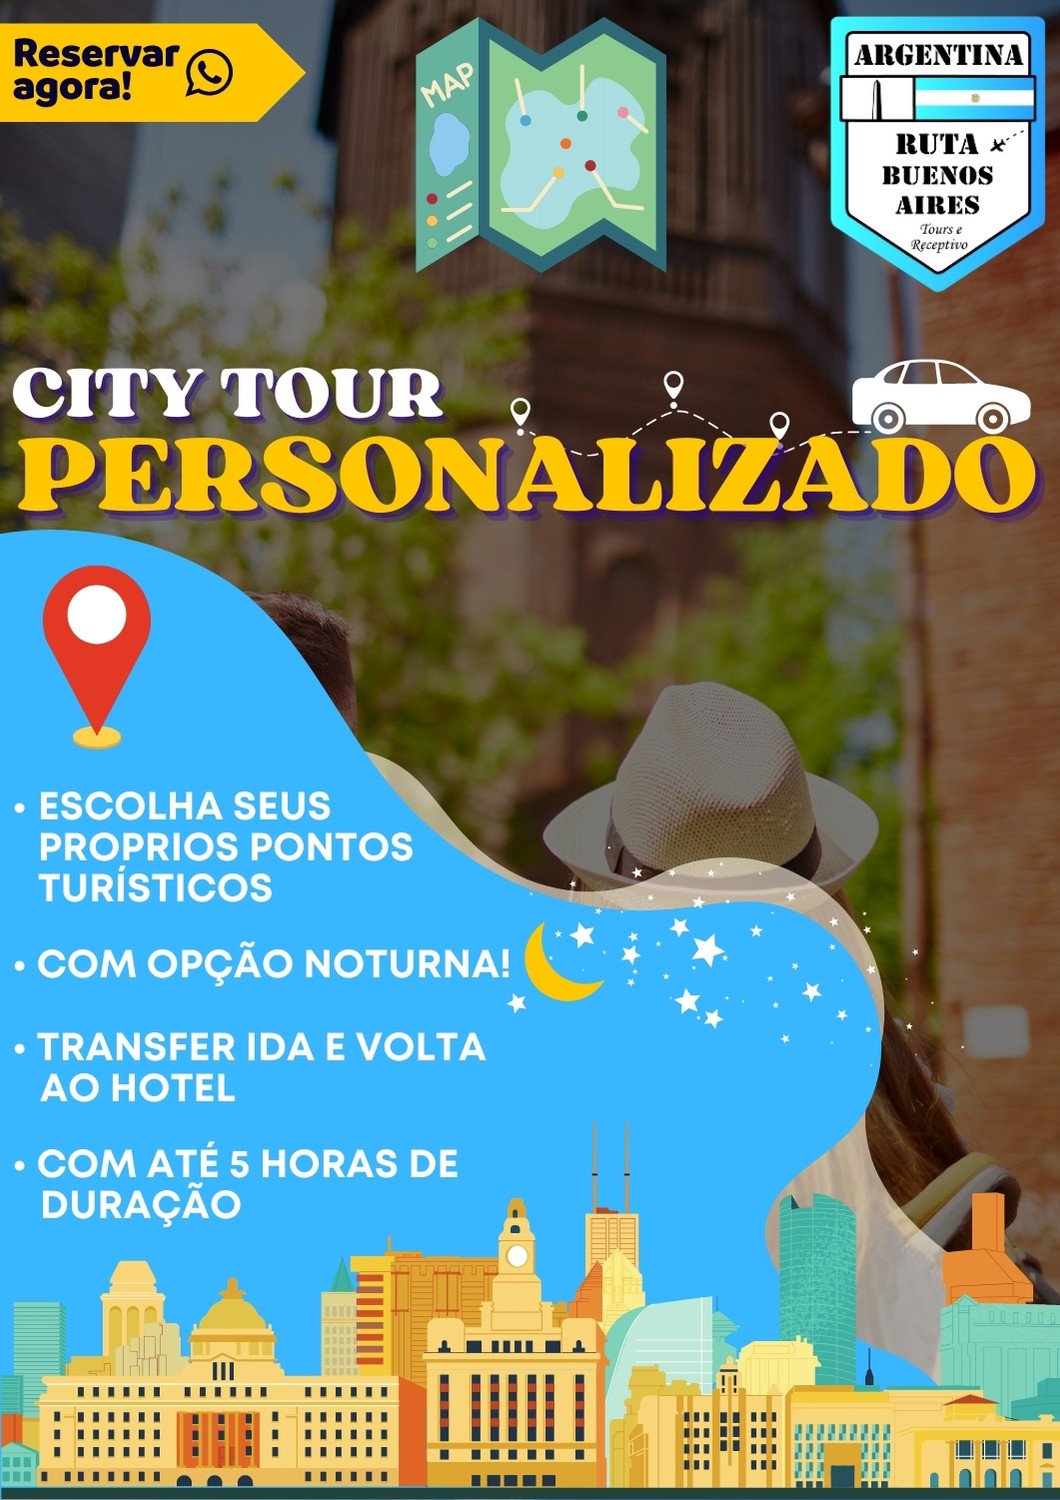 Reservar
agora!
MAP
ARGENTINA
RUTA
BUENOS
AIRES
Tours e
Receptivo
CITY TOUR
PERSONALIZADO
• ESCOLHA SEUS
PROPRIOS PONTOS
TURÍSTICOS
• COM OPÇÃO NOTURNA!
• TRANSFER IDA E VOLTA
AO HOTEL
• COM ATÉ 5 HORAS DE
DURAÇÃO